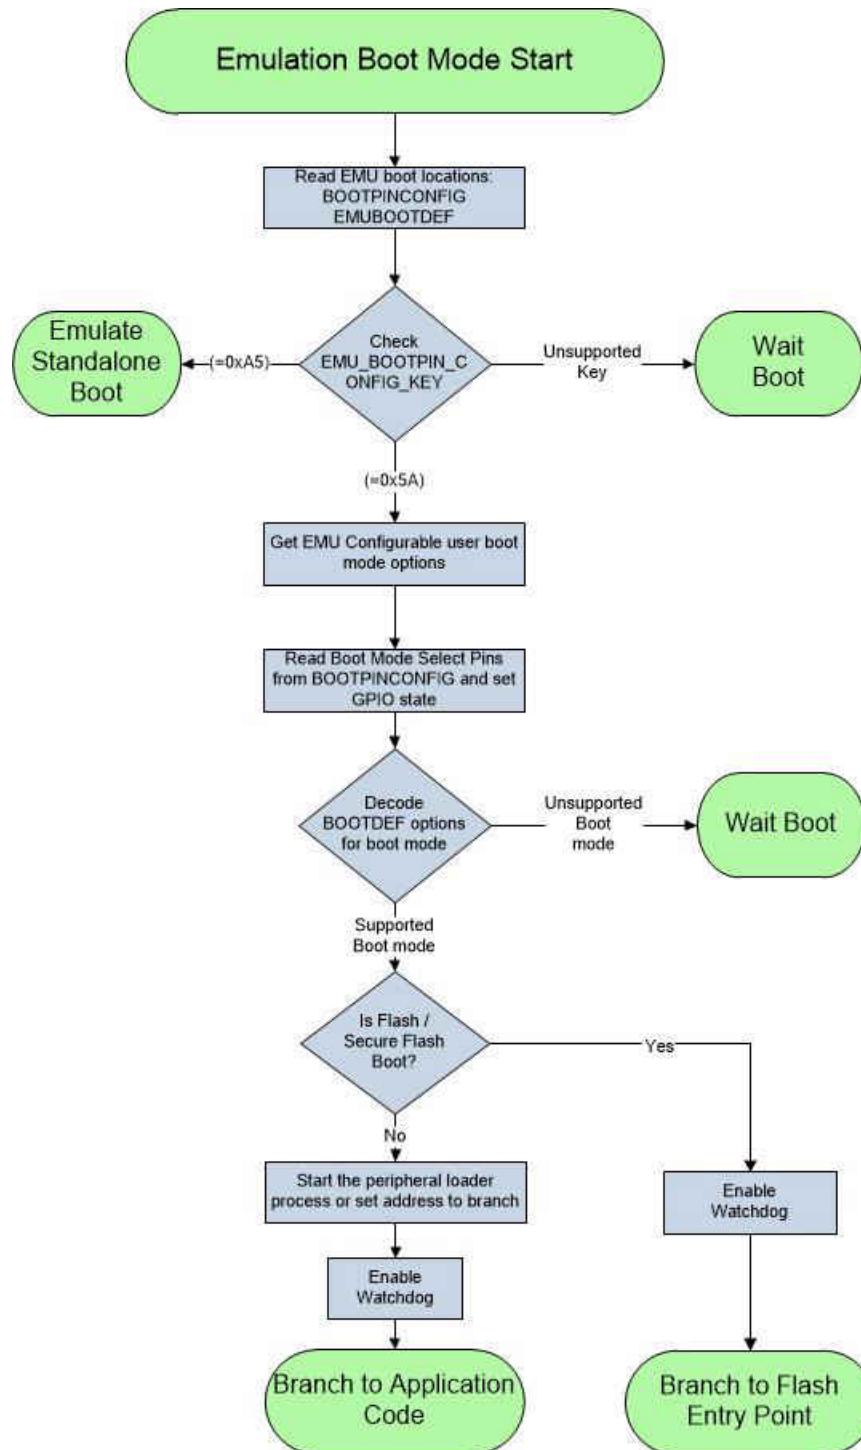 Emulation Boot Mode Start
Read EMU boot locations:
BOOTPINCONFIG
EMUBOOTDEF
Emulate
Standalone
Boot
(=0xA5)
Check
EMU_BOOTPIN_C
ONFIG_KEY
Unsupported
Key
Wait
Boot
(=0x5A)
Get EMU Configurable user boot
mode options
Read Boot Mode Select Pins
from BOOTPINCONFIG and set
GPIO state
Decode
BOOTDEF options
for boot mode
Unsupported
Boot
mode
Wait Boot
Supported
Boot mode
Is Flash /
Secure Flash
Boot?
Yes
No
Start the peripheral loader
process or set address to branch
Enable
Watchdog
Enable
Watchdog
Branch to Application
Code
Branch to Flash
Entry Point